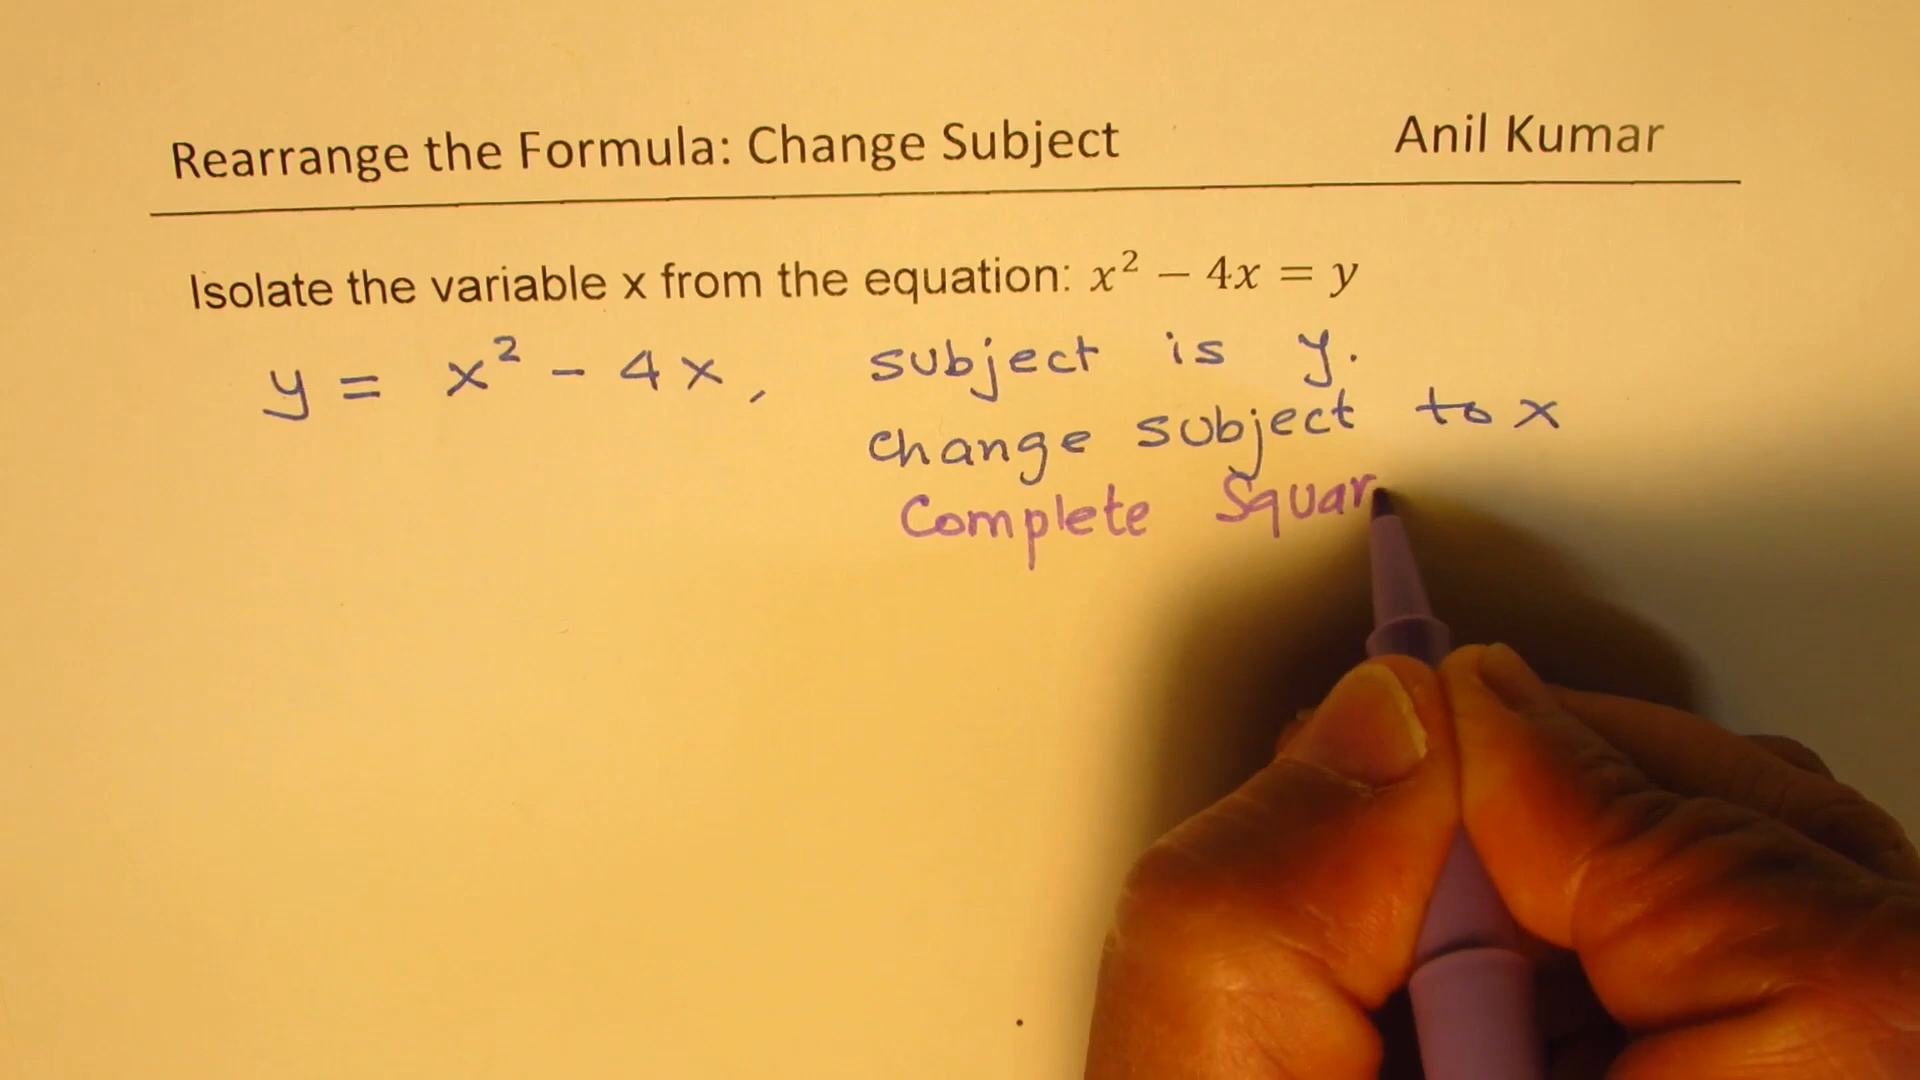 Rearrange the Formula: Change Subject Anil Kumar
Isolate the variable x from the equation: x² − 4x = y
y = x² - 4x, subject is y.
change subject to x
Complete Squar